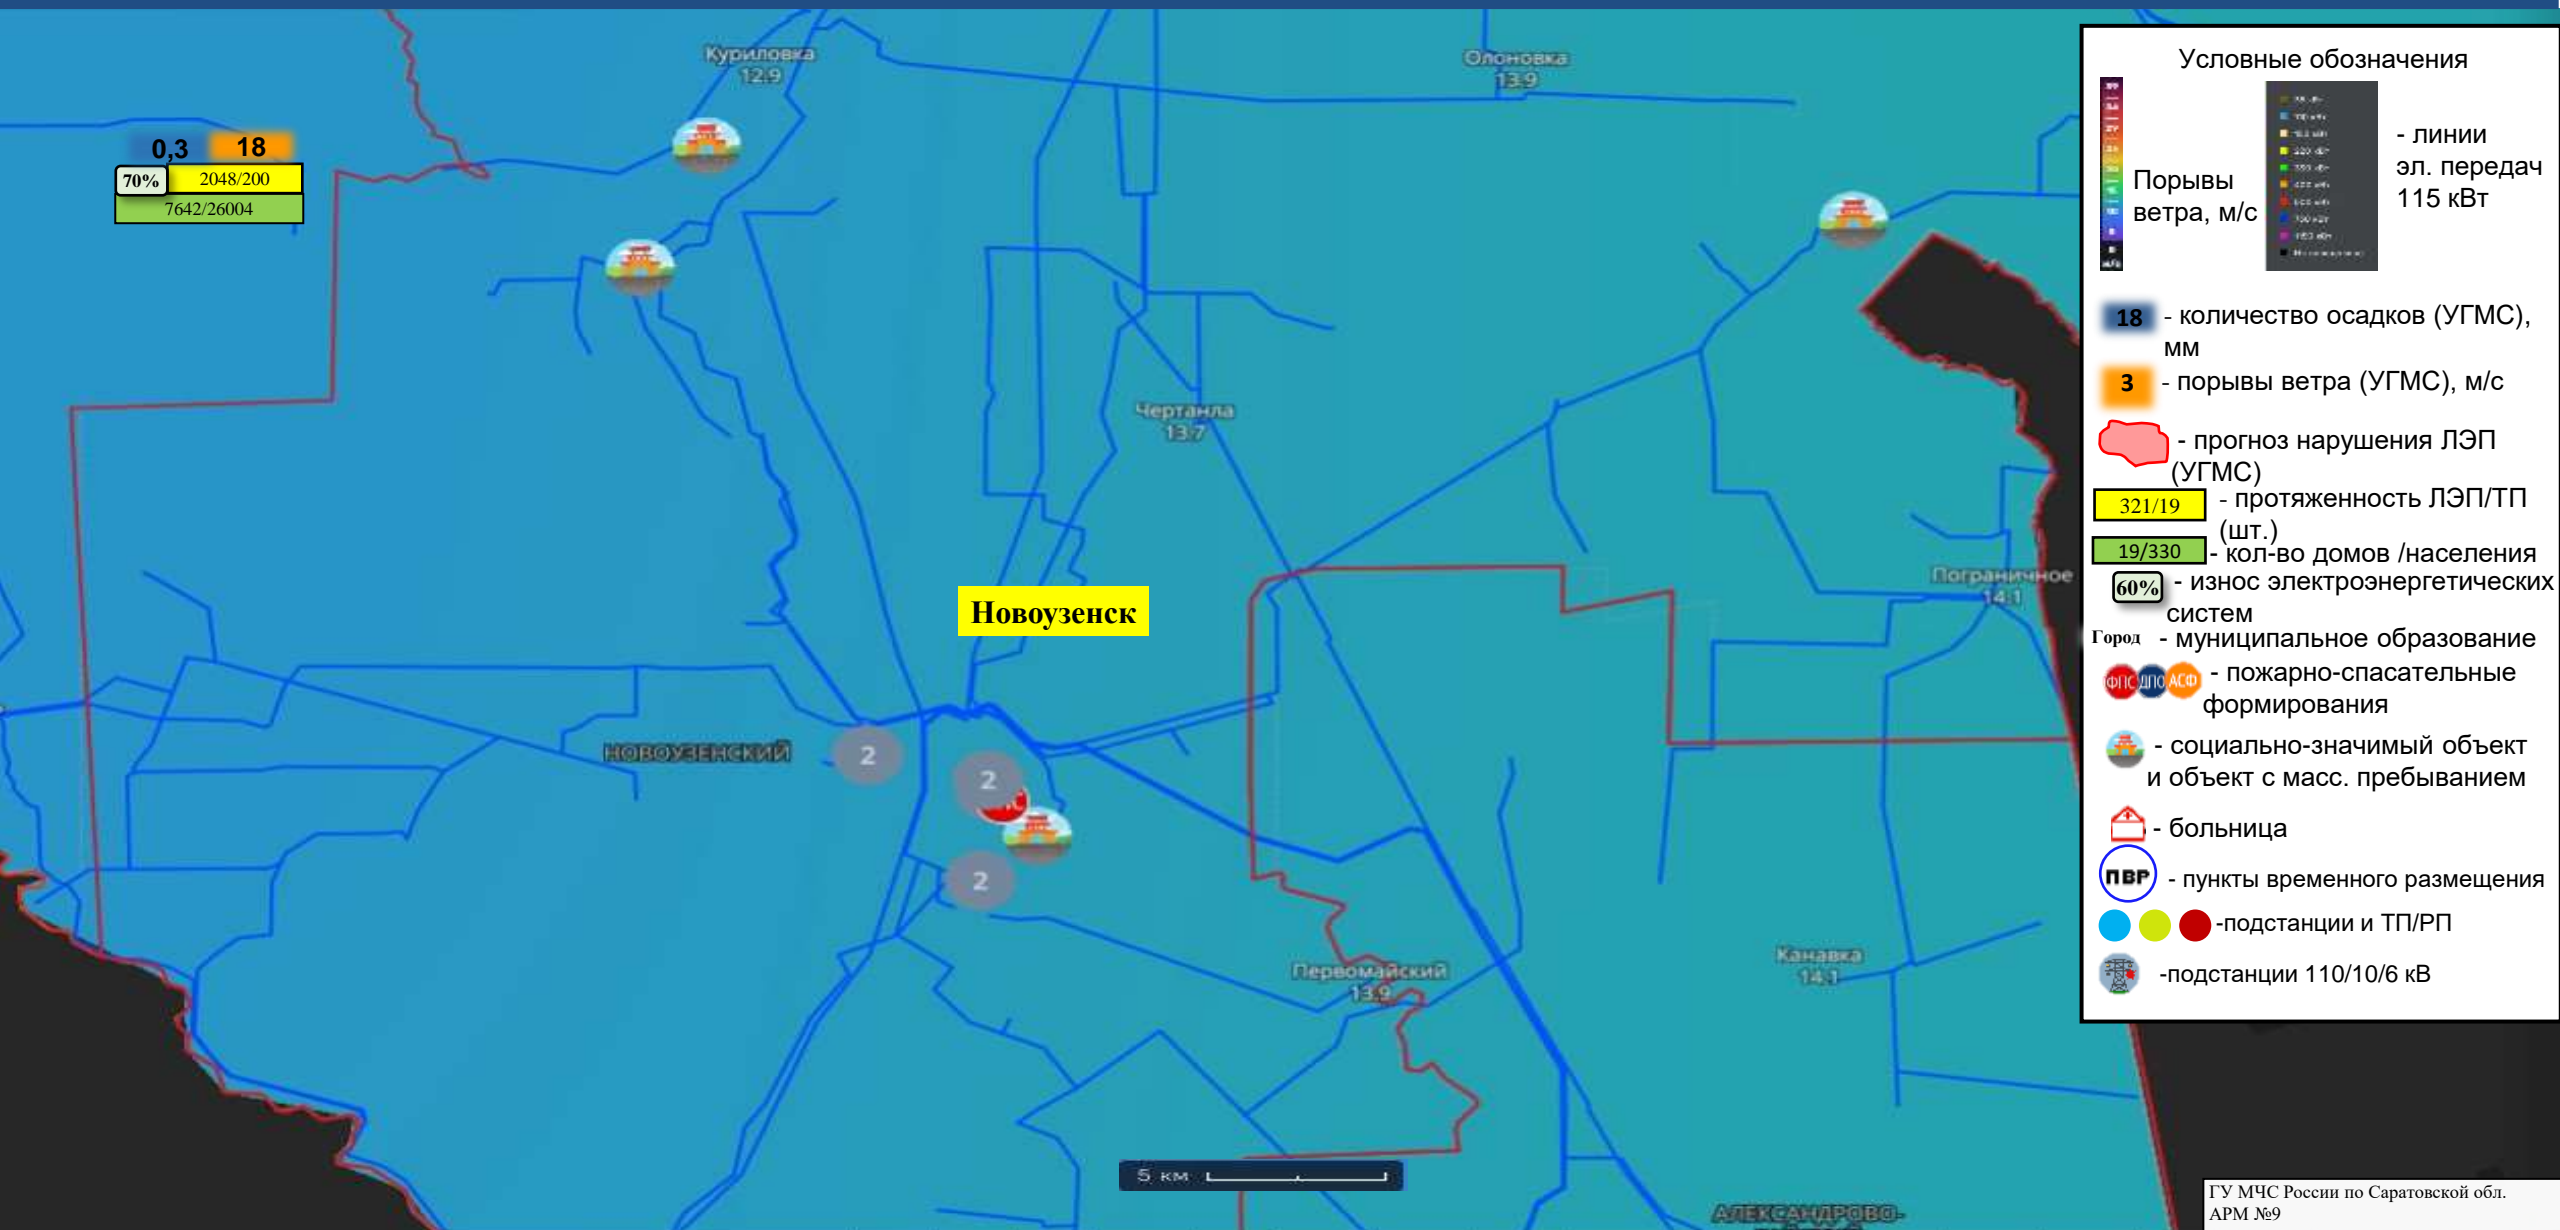 Куриловка
12.9
Олоновка
13.9
0,3
18
70%
2048/200
7642/26004
Чертанла
13.7
Новоузенск
Пограничное
14.1
НОВОУЗЕНСКИЙ
2
2
2
Первомайский
13.9
Канавка
14.1
5 км
АЛЕКСАНДРОВО-
Условные обозначения
Порывы
ветра, м/с
- линии
эл. передач
115 кВт
18 - количество осадков (УГМС),
мм
3 - порывы ветра (УГМС), м/с
- прогноз нарушения ЛЭП
(УГМС)
321/19 - протяженность ЛЭП/ТП
(шт.)
19/330 - кол-во домов /населения
60% - износ электроэнергетических
систем
Город - муниципальное образование
ФПС ДПО АСФ - пожарно-спасательные
формирования
- социально-значимый объект
и объект с масс. пребыванием
- больница
ПВР - пункты временного размещения
-подстанции и ТП/РП
-подстанции 110/10/6 кВ
ГУ МЧС России по Саратовской обл.
АРМ №9